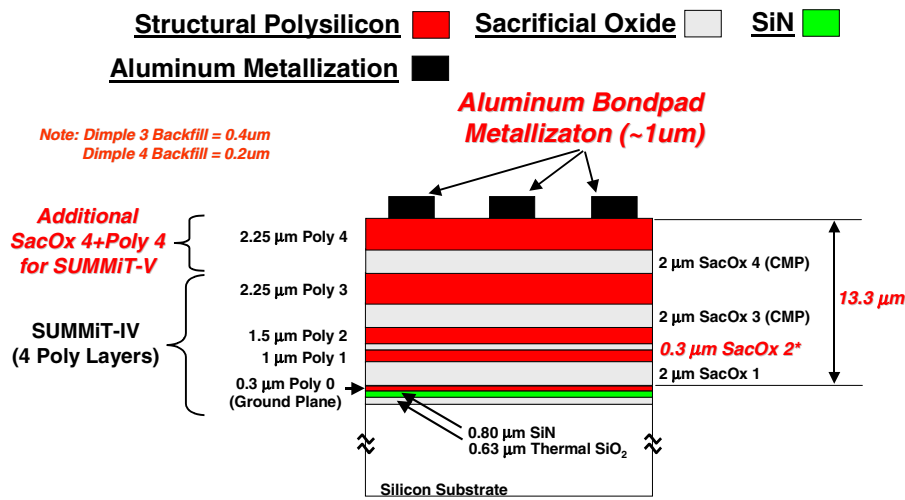 Structural Polysilicon
Sacrificial Oxide
SiN
Aluminum Metallization
Aluminum Bondpad
Metallizaton (~1um)
Note: Dimple 3 Backfill = 0.4um
Dimple 4 Backfill = 0.2um
Additional
SacOx 4+Poly 4
for SUMMiT-V
2.25 µm Poly 4
2 µm SacOx 4 (CMP)
2.25 µm Poly 3
13.3 µm
SUMMiT-IV
(4 Poly Layers)
2 µm SacOx 3 (CMP)
1.5 µm Poly 2
0.3 µm SacOx 2*
1 µm Poly 1
2 µm SacOx 1
0.3 µm Poly 0
(Ground Plane)
0.80 µm SiN
0.63 µm Thermal SiO₂
Silicon Substrate